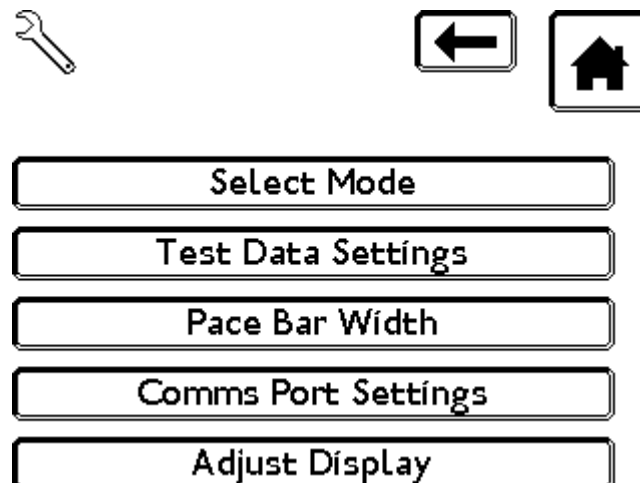 Select Mode
Test Data Settings
Pace Bar Width
Comms Port Settings
Adjust Display